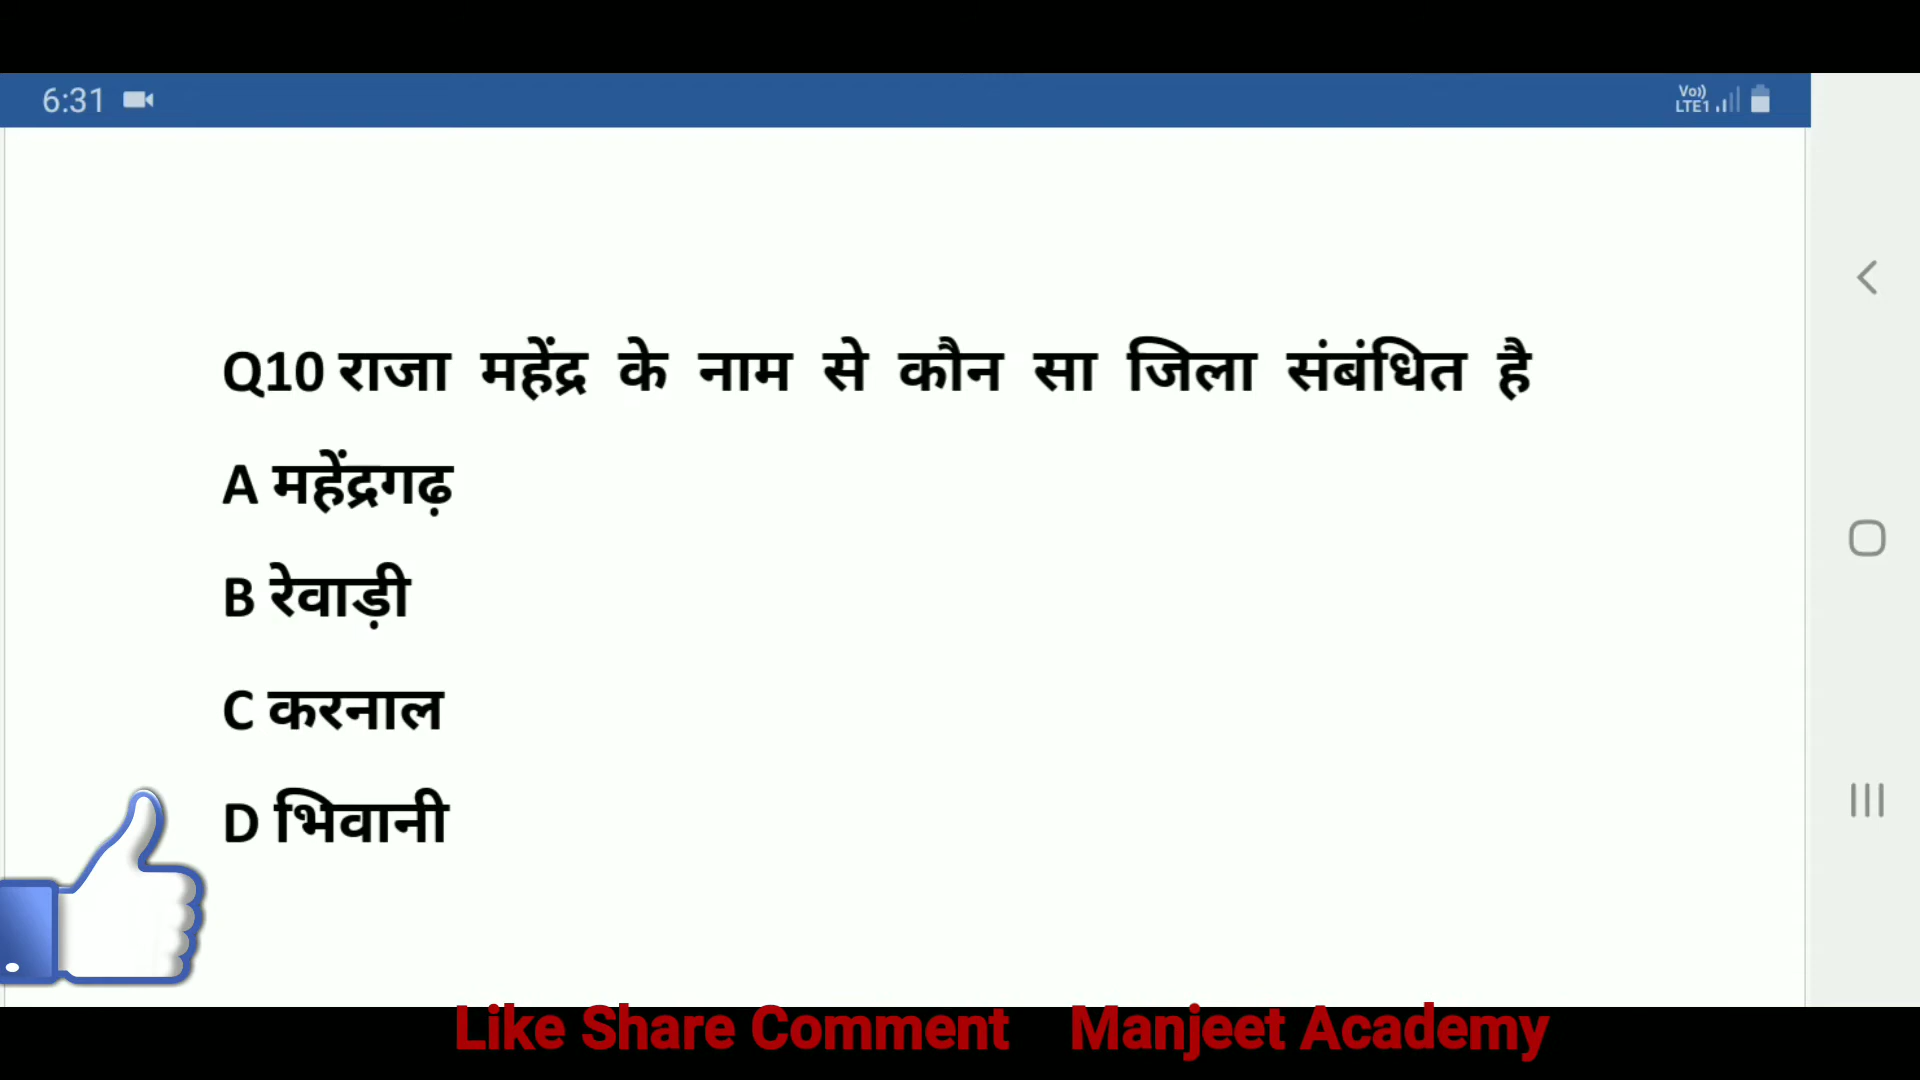 6:31
Vo))
LTE1
Q10 राजा महेंद्र के नाम से कौन सा जिला संबंधित है
A महेंद्रगढ़
B रेवाड़ी
C करनाल
D भिवानी
Like Share Comment Manjeet Academy